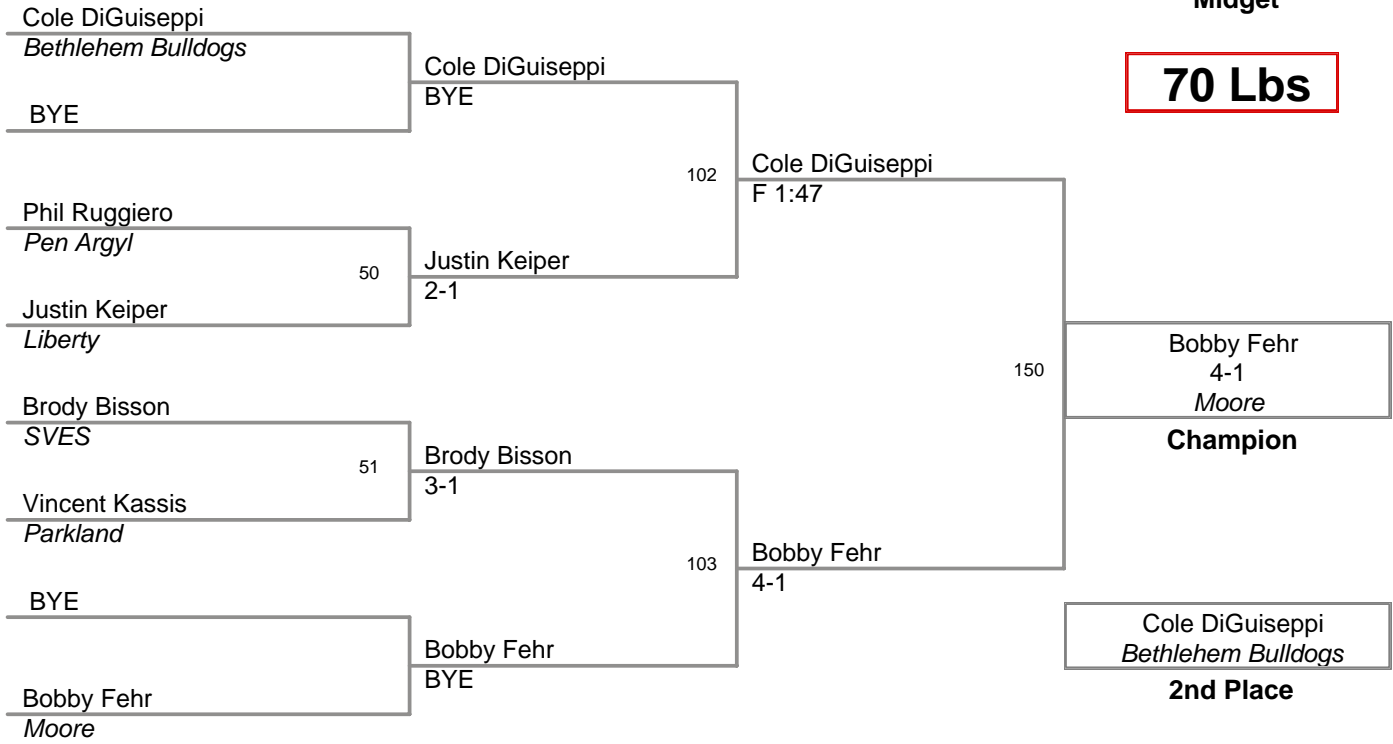 Midget
70 Lbs
Cole DiGuiseppi
Bethlehem Bulldogs
BYE
Phil Ruggiero
Pen Argyl
50
Justin Keiper
Liberty
Brody Bisson
SVES
51
Vincent Kassis
Parkland
BYE
Bobby Fehr
Moore
Cole DiGuiseppi
BYE
102
Justin Keiper
2-1
Brody Bisson
3-1
103
Bobby Fehr
BYE
Cole DiGuiseppi
F 1:47
150
Bobby Fehr
4-1
Bobby Fehr
4-1
Moore
Champion
Cole DiGuiseppi
Bethlehem Bulldogs
2nd Place